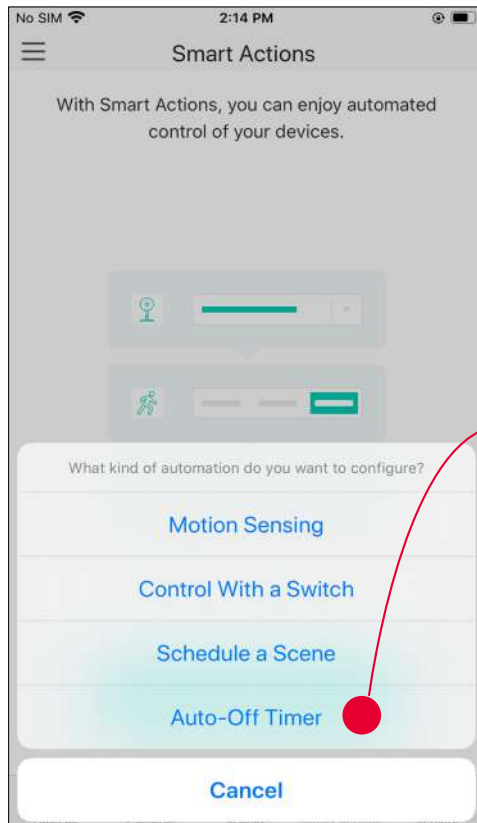 No SIM 2:14 PM
Smart Actions
With Smart Actions, you can enjoy automated
control of your devices.
What kind of automation do you want to configure?
Motion Sensing
Control With a Switch
Schedule a Scene
Auto-Off Timer
Cancel